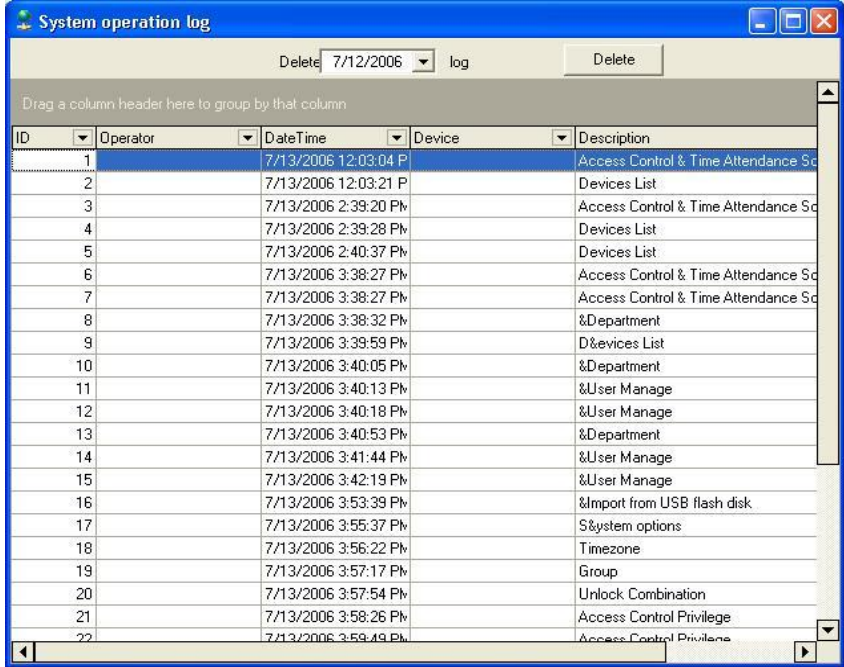 System operation log
Delete 7/12/2006 log Delete
Drag a column header here to group by that column
ID Operator DateTime Device Description
1 7/13/2006 12:03:04 P Access Control & Time Attendance So
2 7/13/2006 12:03:21 P Devices List
3 7/13/2006 2:39:20 PM Access Control & Time Attendance So
4 7/13/2006 2:39:28 PM Devices List
5 7/13/2006 2:40:37 PM Devices List
6 7/13/2006 3:38:27 PM Access Control & Time Attendance So
7 7/13/2006 3:38:27 PM Access Control & Time Attendance So
8 7/13/2006 3:38:32 PM &Department
9 7/13/2006 3:39:59 PM D&evices List
10 7/13/2006 3:40:05 PM &Department
11 7/13/2006 3:40:13 PM &User Manage
12 7/13/2006 3:40:18 PM &User Manage
13 7/13/2006 3:40:53 PM &Department
14 7/13/2006 3:41:44 PM &User Manage
15 7/13/2006 3:42:19 PM &User Manage
16 7/13/2006 3:53:39 PM &Import from USB flash disk
17 7/13/2006 3:55:37 PM S&ystem options
18 7/13/2006 3:56:22 PM Timezone
19 7/13/2006 3:57:17 PM Group
20 7/13/2006 3:57:54 PM Unlock Combination
21 7/13/2006 3:58:26 PM Access Control Privilege
22 7/13/2006 3:59:49 PM Access Control Privilege